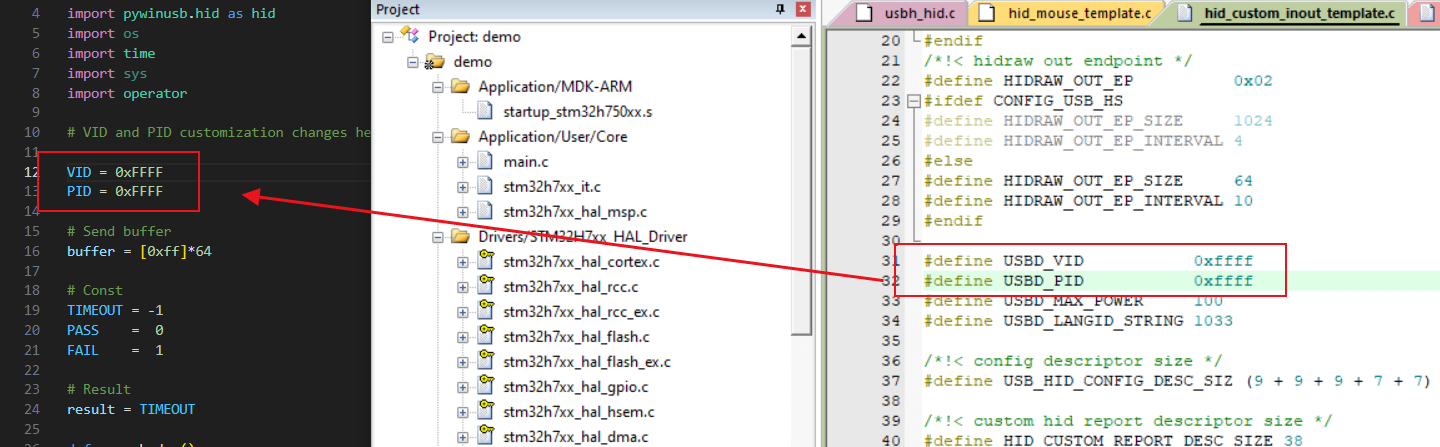 4 import pywinusb.hid as hid
5 import os
6 import time
7 import sys
8 import operator
9
10 # VID and PID customization changes he
11
12 VID = 0xFFFF
13 PID = 0xFFFF
14
15 # Send buffer
16 buffer = [0xff]*64
17
18 # Const
19 TIMEOUT = -1
20 PASS    =  0
21 FAIL    =  1
22
23 # Result
24 result = TIMEOUT
25
Project
Project: demo
demo
Application/MDK-ARM
startup_stm32h750xx.s
Application/User/Core
main.c
stm32h7xx_it.c
stm32h7xx_hal_msp.c
Drivers/STM32H7xx_HAL_Driver
stm32h7xx_hal_cortex.c
stm32h7xx_hal_rcc.c
stm32h7xx_hal_rcc_ex.c
stm32h7xx_hal_flash.c
stm32h7xx_hal_flash_ex.c
stm32h7xx_hal_gpio.c
stm32h7xx_hal_hsem.c
stm32h7xx_hal_dma.c
usbh_hid.c hid_mouse_template.c hid_custom_inout_template.c
20 #endif
21 /*!< hidraw out endpoint */
22 #define HIDRAW_OUT_EP          0x02
23 #ifdef CONFIG_USB_HS
24 #define HIDRAW_OUT_EP_SIZE     1024
25 #define HIDRAW_OUT_EP_INTERVAL 4
26 #else
27 #define HIDRAW_OUT_EP_SIZE     64
28 #define HIDRAW_OUT_EP_INTERVAL 10
29 #endif
30
31 #define USBD_VID           0xffff
32 #define USBD_PID           0xffff
33 #define USBD_MAX_POWER     100
34 #define USBD_LANGID_STRING 1033
35
36 /*!< config descriptor size */
37 #define USB_HID_CONFIG_DESC_SIZ (9 + 9 + 9 + 7 + 7)
38
39 /*!< custom hid report descriptor size */
40 #define HID_CUSTOM_REPORT_DESC_SIZE 38